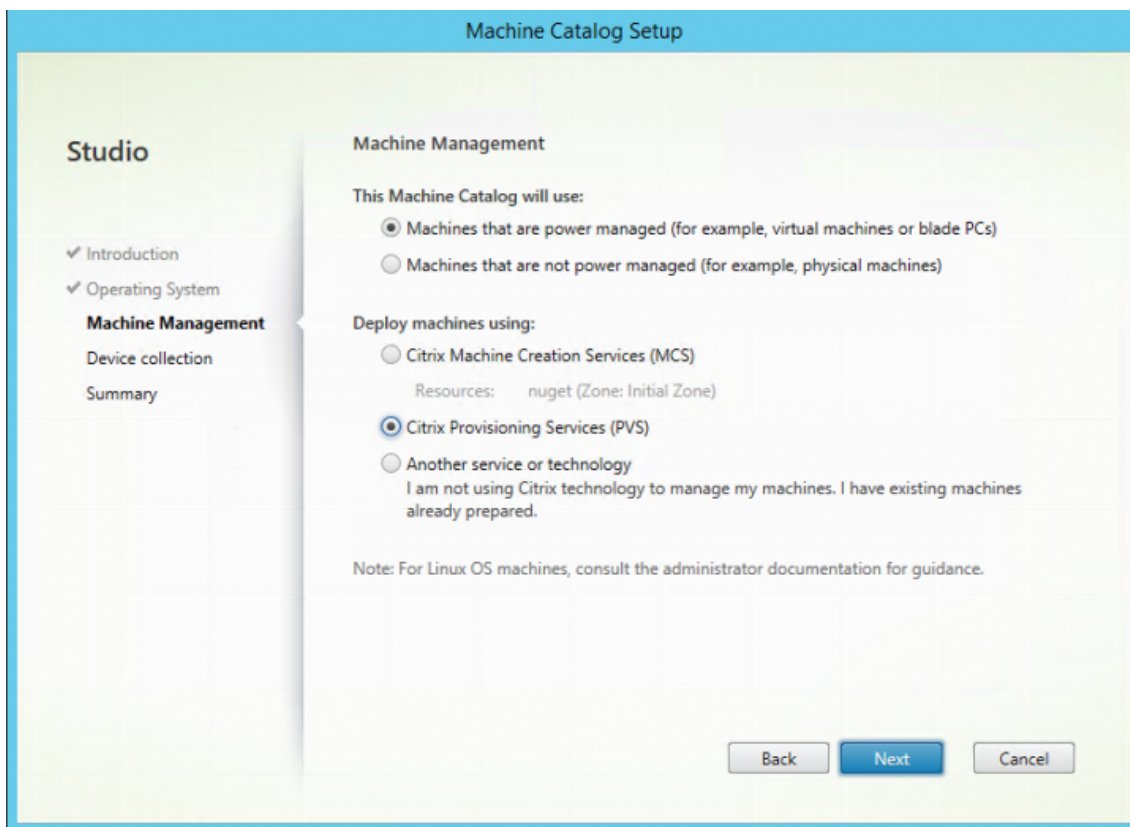 Machine Catalog Setup
Studio
Introduction
Operating System
Machine Management
Device collection
Summary
Machine Management
This Machine Catalog will use:
Machines that are power managed (for example, virtual machines or blade PCs)
Machines that are not power managed (for example, physical machines)
Deploy machines using:
Citrix Machine Creation Services (MCS)
Resources: nuget (Zone: Initial Zone)
Citrix Provisioning Services (PVS)
Another service or technology
I am not using Citrix technology to manage my machines. I have existing machines
already prepared.
Note: For Linux OS machines, consult the administrator documentation for guidance.
Back Next Cancel